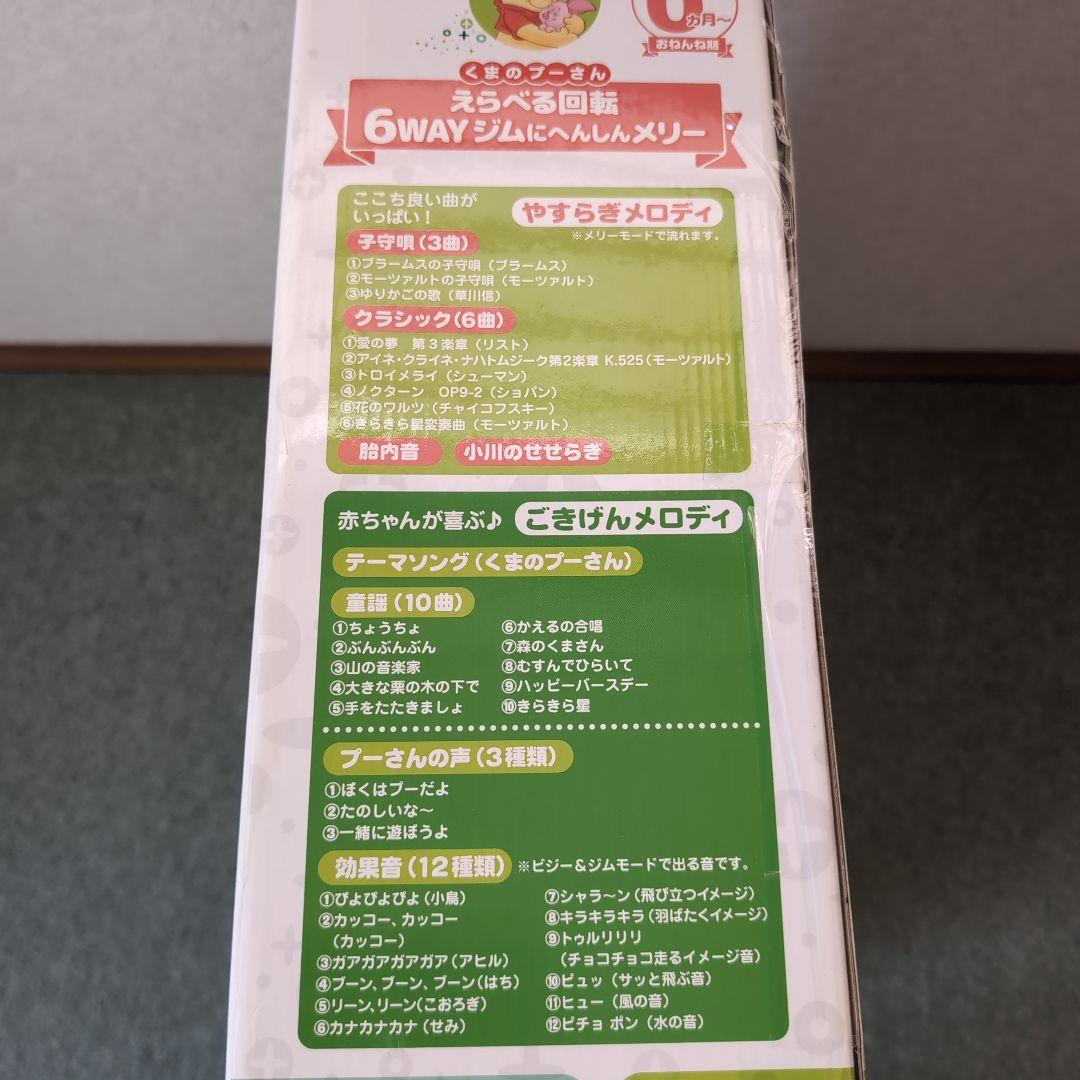 0ヵ月〜
おねんね期
くまのプーさん
えらべる回転
6WAYジムにへんしんメリー
ここち良い曲が
いっぱい！
やすらぎメロディ
※メリーモードで流れます。
子守唄（3曲）
①ブラームスの子守唄（ブラームス）
②モーツァルトの子守唄（モーツァルト）
③ゆりかごの歌（草川信）
クラシック（6曲）
①愛の夢　第3楽章（リスト）
②アイネ・クライネ・ナハトムジーク第2楽章 K.525（モーツァルト）
③トロイメライ（シューマン）
④ノクターン　OP9-2（ショパン）
⑤花のワルツ（チャイコフスキー）
⑥きらきら星変奏曲（モーツァルト）
胎内音
小川のせせらぎ
赤ちゃんが喜ぶ♪
ごきげんメロディ
テーマソング（くまのプーさん）
童謡（10曲）
①ちょうちょ
②ぶんぶんぶん
③山の音楽家
④大きな栗の木の下で
⑤手をたたきましょ
⑥かえるの合唱
⑦森のくまさん
⑧むすんでひらいて
⑨ハッピーバースデー
⑩きらきら星
プーさんの声（3種類）
①ぼくはプーだよ
②たのしいな〜
③一緒に遊ぼうよ
効果音（12種類）
※ビジー＆ジムモードで出る音です。
①ぴよぴよぴよ（小鳥）
②カッコー、カッコー
（カッコー）
③ガアガアガアガア（アヒル）
④ブーン、ブーン、ブーン（はち）
⑤リーン、リーン（こおろぎ）
⑥カナカナカナ（せみ）
⑦シャラ〜ン（飛び立つイメージ）
⑧キラキラキラ（羽ばたくイメージ）
⑨トゥルリリリ
（チョコチョコ走るイメージ音）
⑩ピュッ（サッと飛ぶ音）
⑪ヒュー（風の音）
⑫ピチョ ポン（水の音）